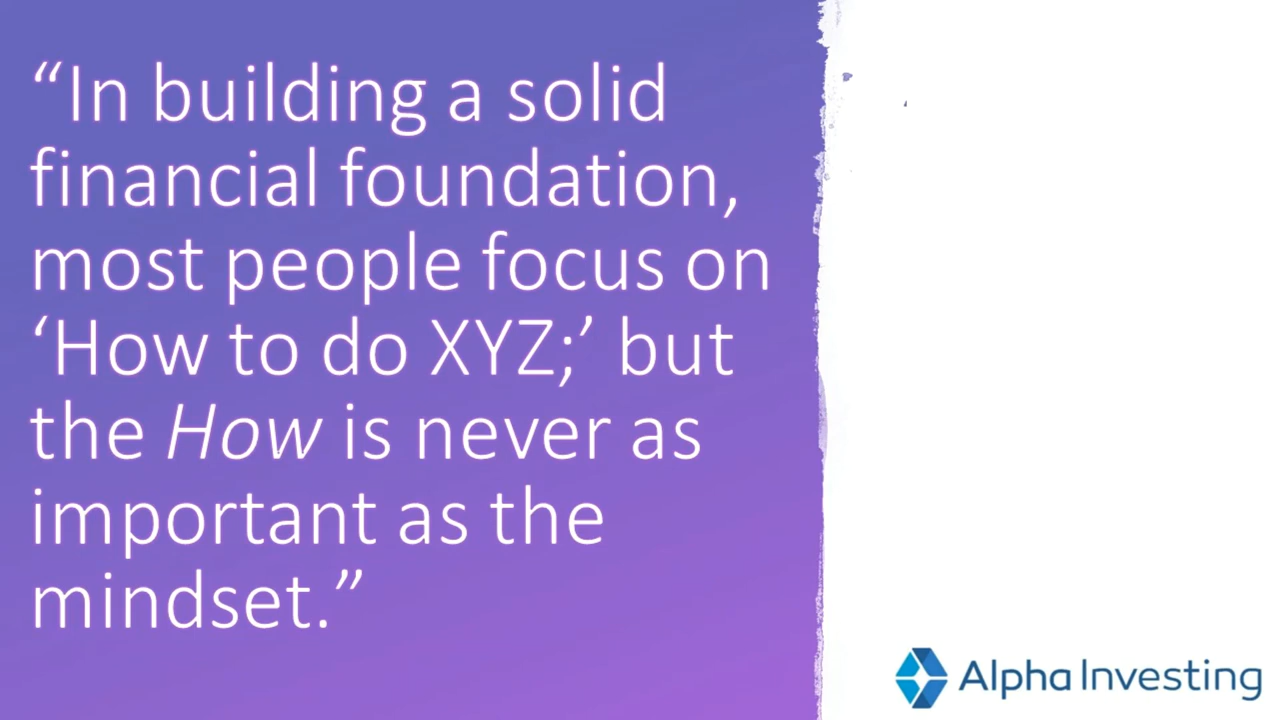 “In building a solid
financial foundation,
most people focus on
‘How to do XYZ;’ but
the How is never as
important as the
mindset.”
Alpha Investing